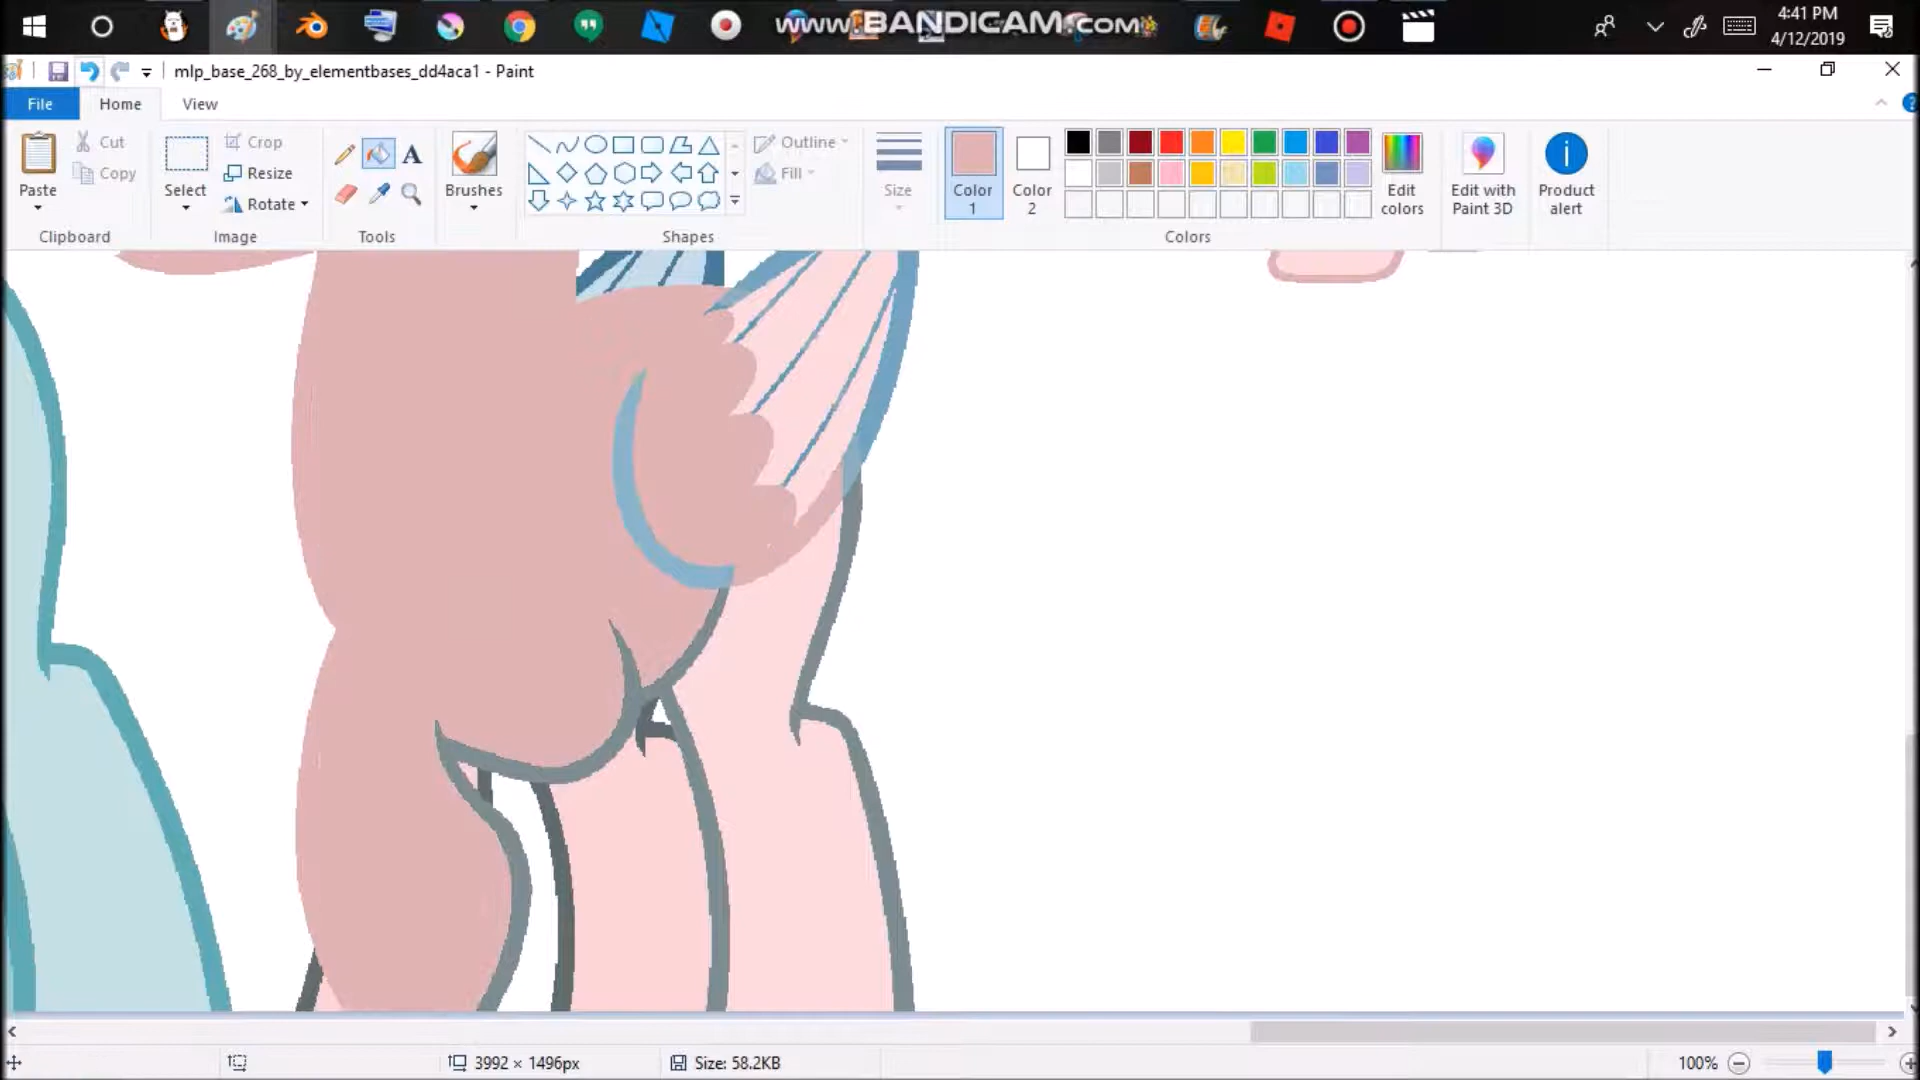 www.BANDICAM.com
4:41 PM
4/12/2019
mlp_base_268_by_elementbases_dd4aca1 - Paint
File Home View
Paste
Cut
Copy
Clipboard
Select
Crop
Resize
Rotate
Image
A
Tools
Brushes
Outline
Fill
Shapes
Size
Color
1
Color
2
Edit
colors
Colors
Edit with
Paint 3D
Product
alert
3992 × 1496px
Size: 58.2KB
100%